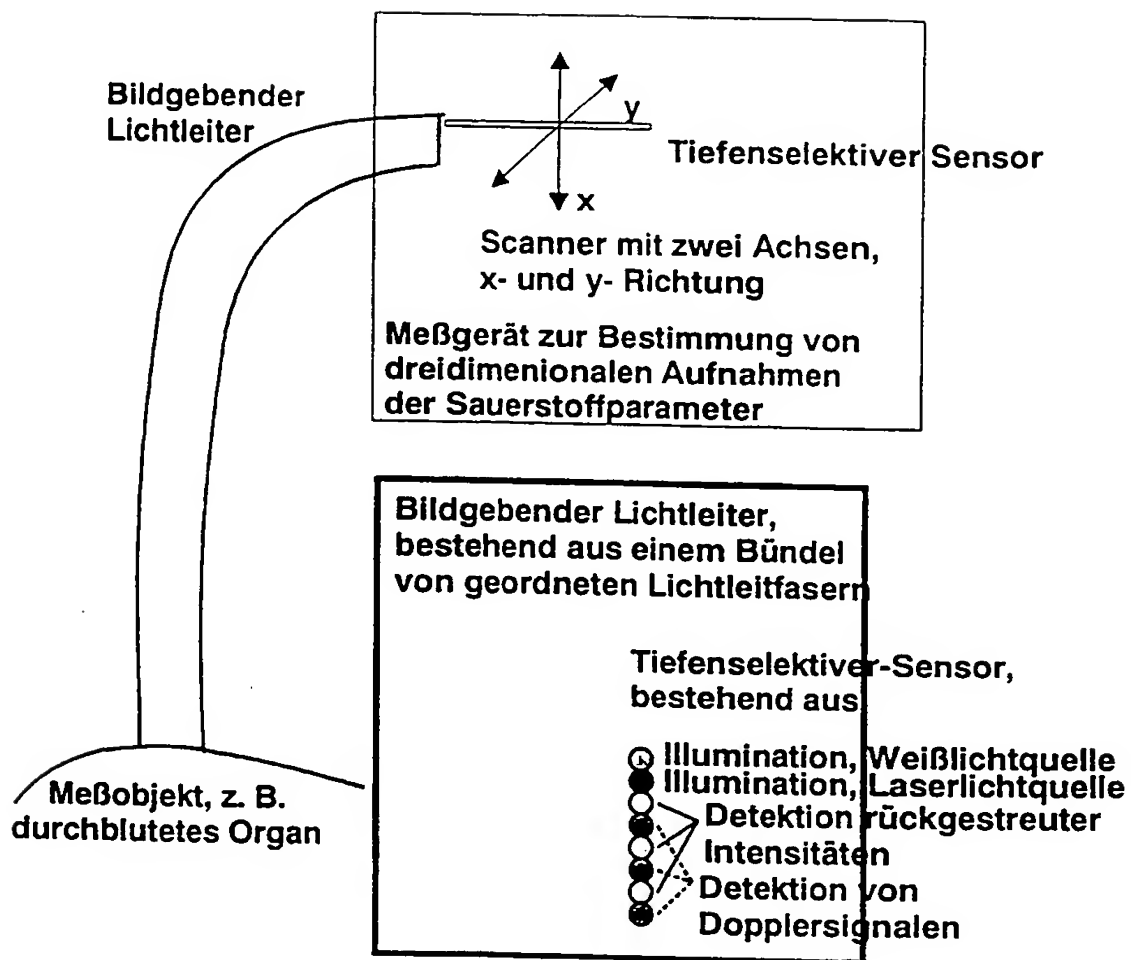 Bildgebender
Lichtleiter
y
Tiefenselektiver Sensor
x
Scanner mit zwei Achsen,
x- und y- Richtung
Meßgerät zur Bestimmung von
dreidimenionalen Aufnahmen
der Sauerstoffparameter
Meßobjekt, z. B.
durchblutetes Organ
Bildgebender Lichtleiter,
bestehend aus einem Bündel
von geordneten Lichtleitfasern
Tiefenselektiver-Sensor,
bestehend aus
Illumination, Weißlichtquelle
Illumination, Laserlichtquelle
Detektion rückgestreuter
Intensitäten
Detektion von
Dopplersignalen